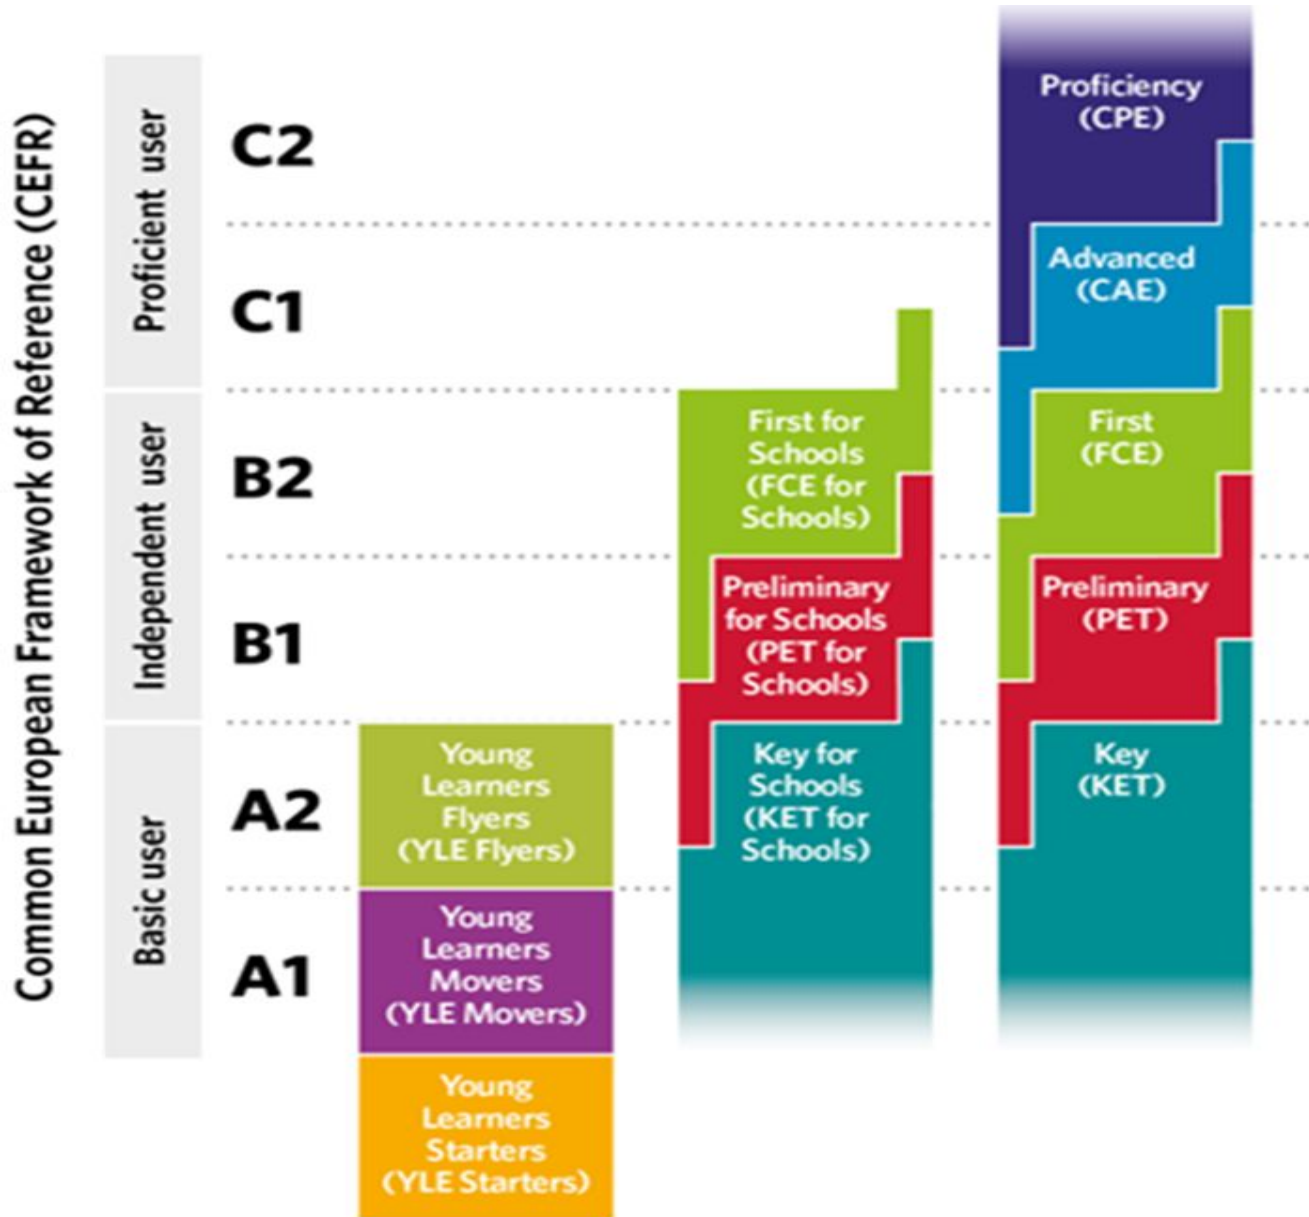 Common European Framework of Reference (CEFR)
Proficient user
Independent user
Basic user
C2
C1
B2
B1
A2
A1
Young
Learners
Flyers
(YLE Flyers)
Young
Learners
Movers
(YLE Movers)
Young
Learners
Starters
(YLE Starters)
First for
Schools
(FCE for
Schools)
Preliminary
for Schools
(PET for
Schools)
Key for
Schools
(KET for
Schools)
Proficiency
(CPE)
Advanced
(CAE)
First
(FCE)
Preliminary
(PET)
Key
(KET)